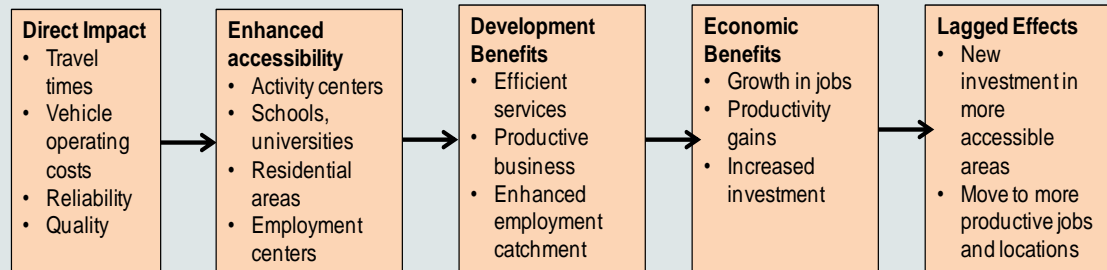 Direct Impact
• Travel
times
• Vehicle
operating
costs
• Reliability
• Quality
Enhanced
accessibility
• Activity centers
• Schools,
universities
• Residential
areas
• Employment
centers
Development
Benefits
• Efficient
services
• Productive
business
• Enhanced
employment
catchment
Economic
Benefits
• Growth in jobs
• Productivity
gains
• Increased
investment
Lagged Effects
• New
investment in
more
accessible
areas
• Move to more
productive jobs
and locations